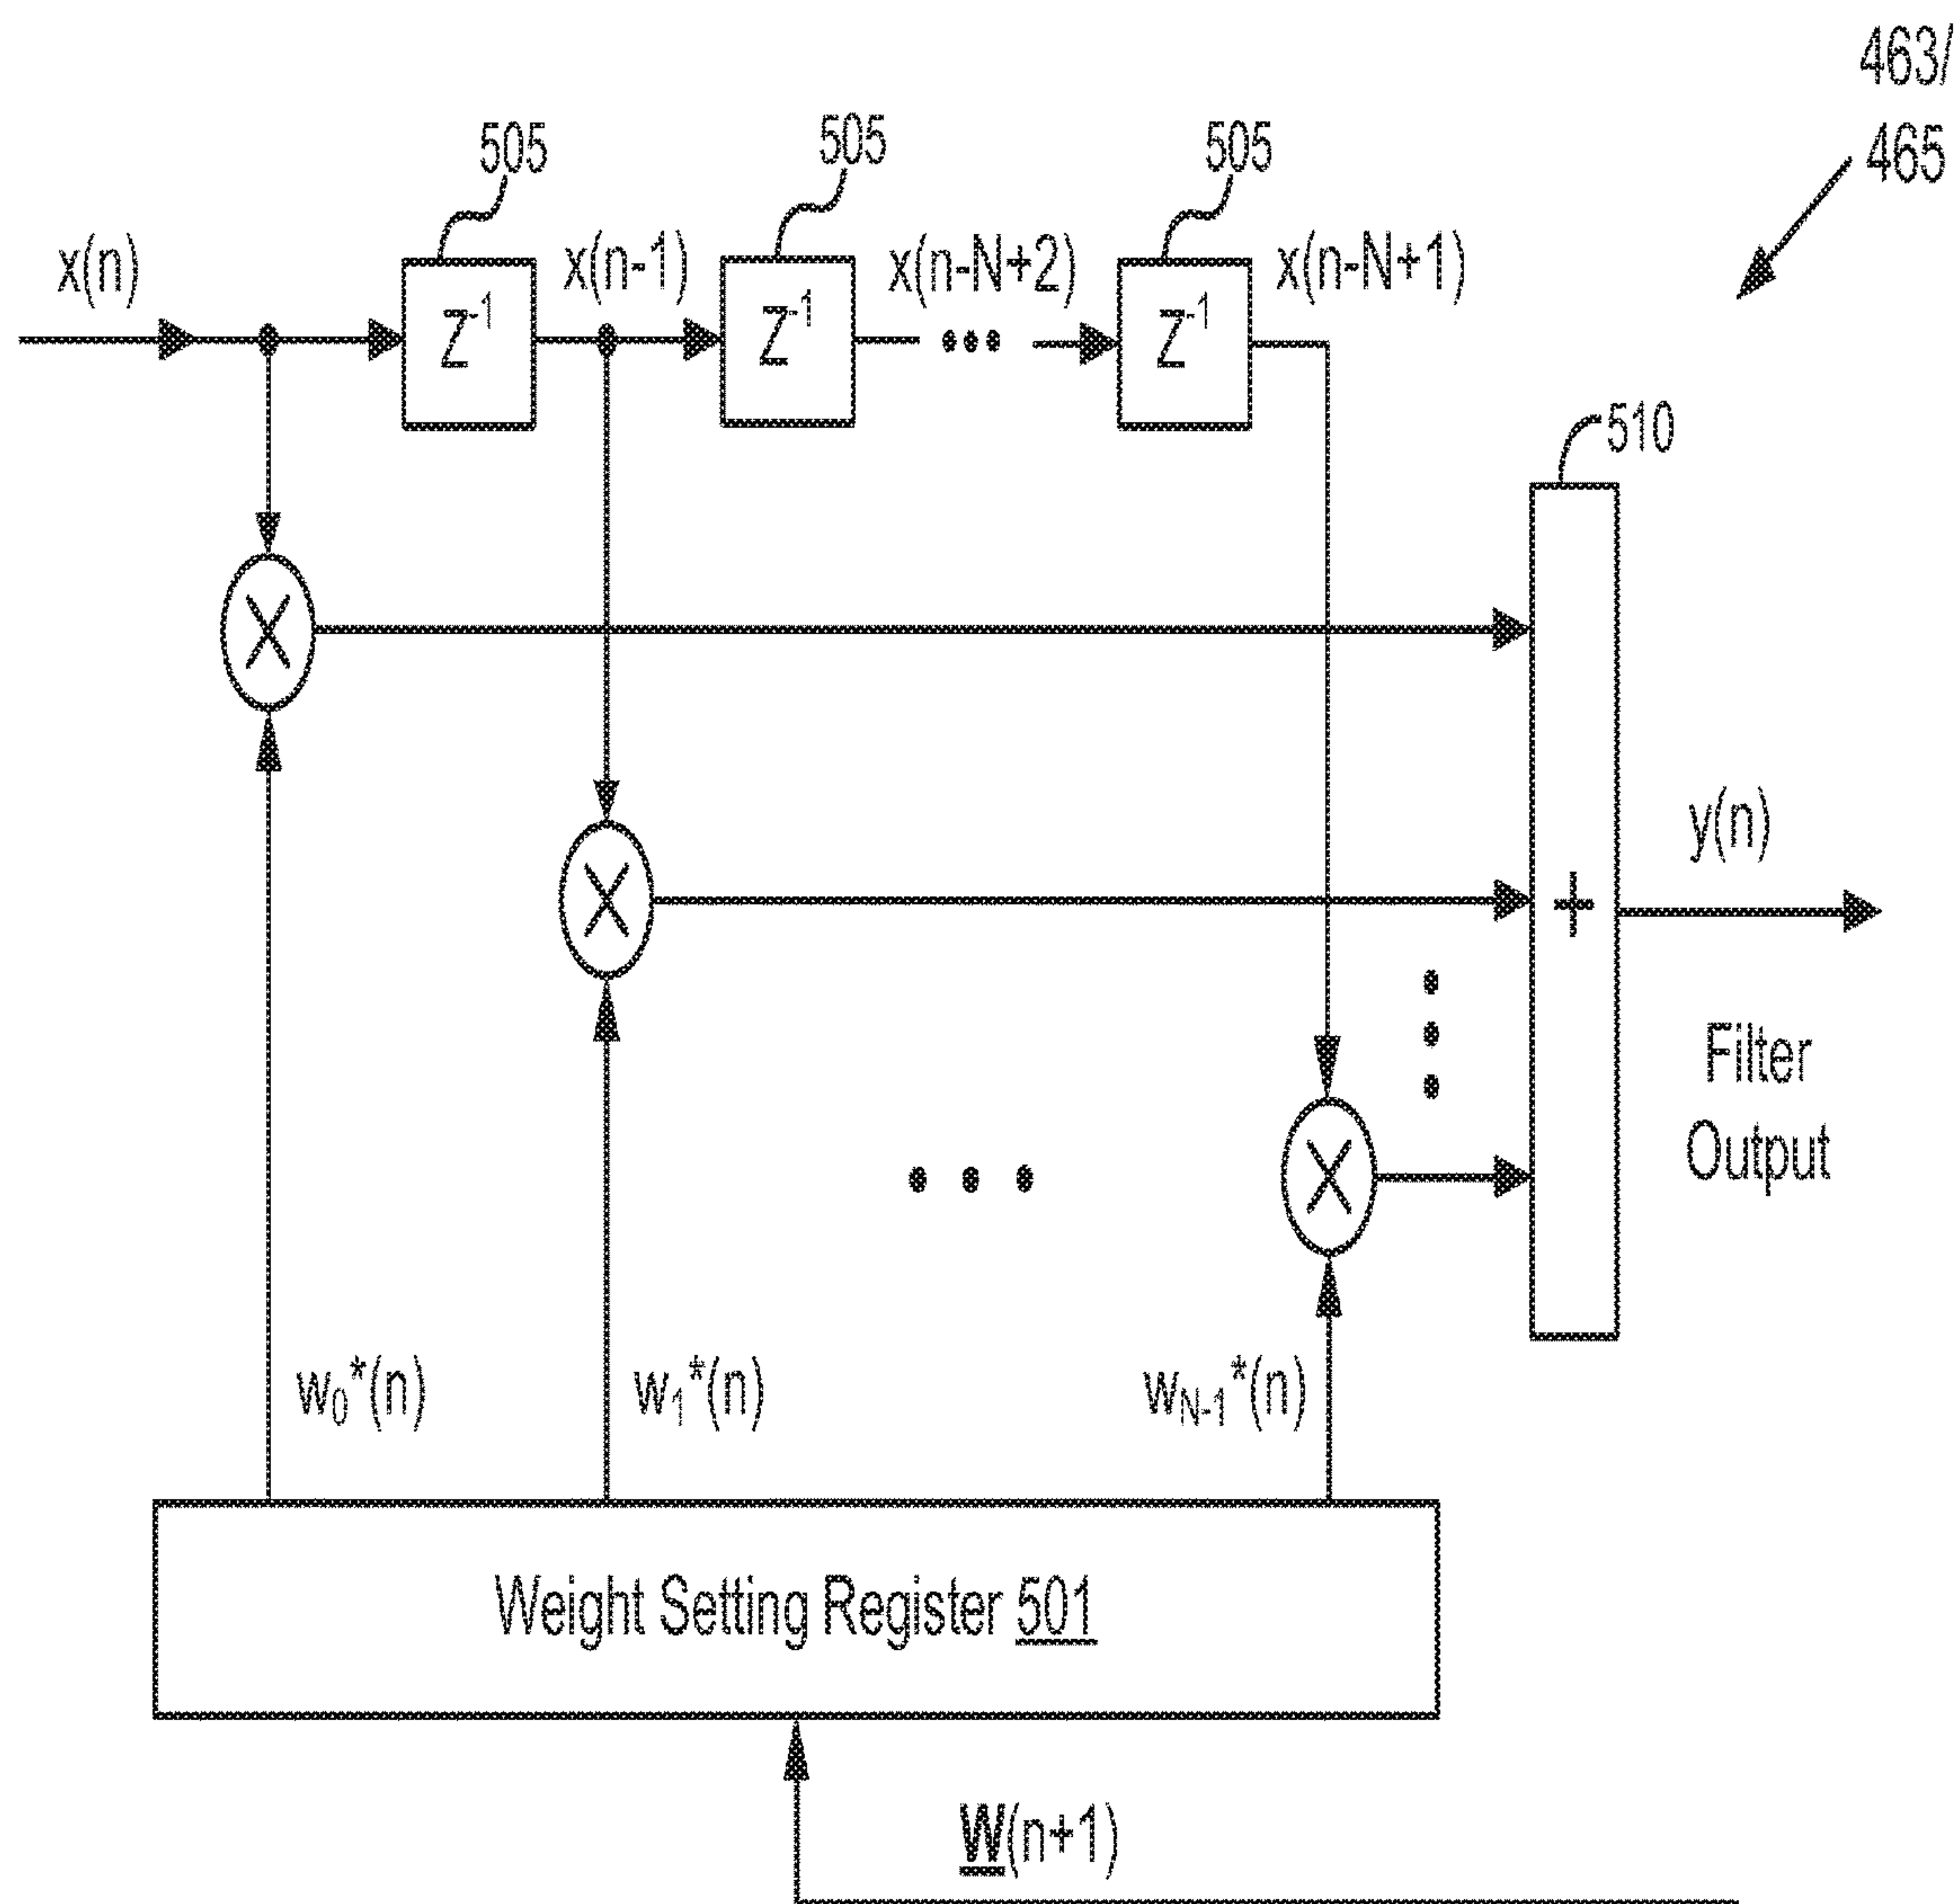 463/
465
505
505
505
x(n)
x(n-1)
x(n-N+2)
x(n-N+1)
Z⁻¹
Z⁻¹
Z⁻¹
510
X
X
+
y(n)
X
Filter
Output
w₀*(n)
w₁*(n)
w_{N-1}*(n)
Weight Setting Register 501
W(n+1)